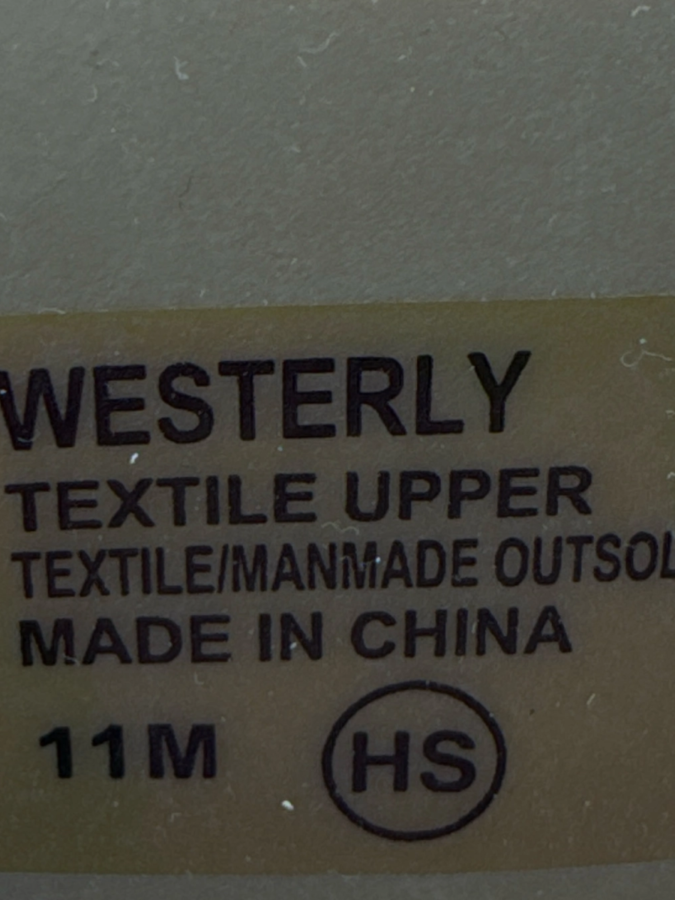 WESTERLY
TEXTILE UPPER
TEXTILE/MANMADE OUTSOL
MADE IN CHINA
11M HS